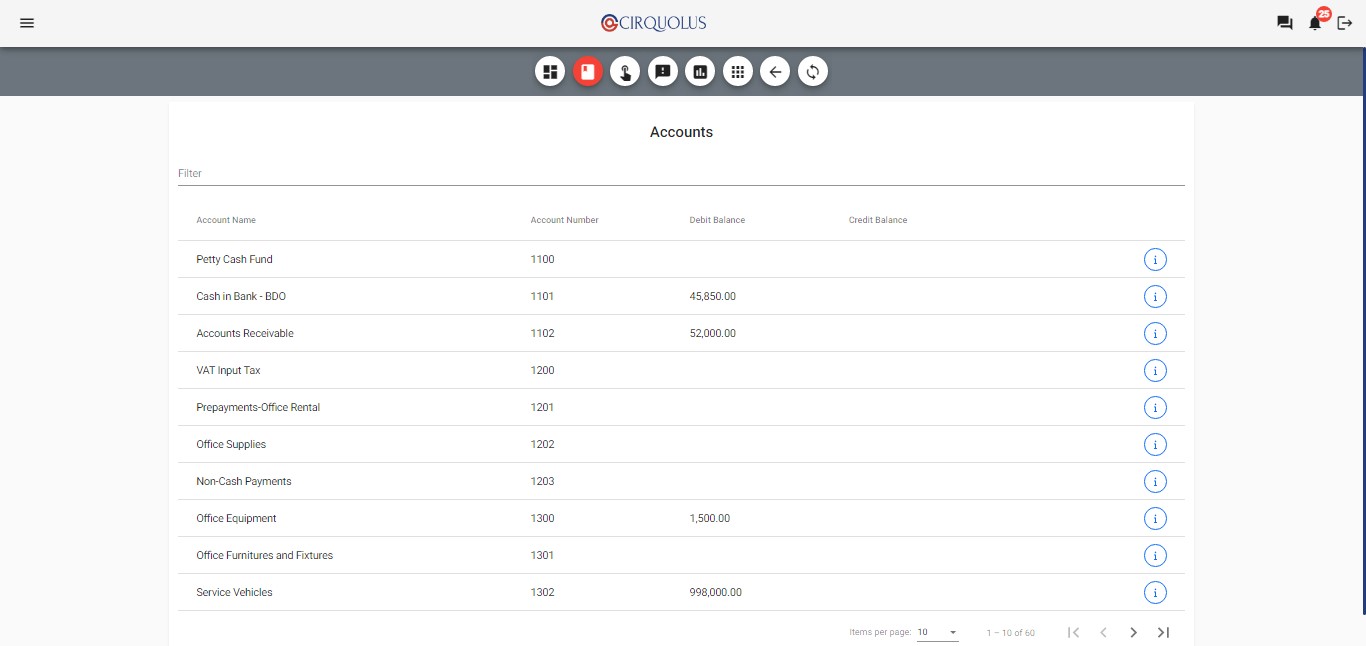 CIRQUOLUS
25
Accounts
Filter
Account Name Account Number Debit Balance Credit Balance
Petty Cash Fund 1100
Cash in Bank - BDO 1101 45,850.00
Accounts Receivable 1102 52,000.00
VAT Input Tax 1200
Prepayments-Office Rental 1201
Office Supplies 1202
Non-Cash Payments 1203
Office Equipment 1300 1,500.00
Office Furnitures and Fixtures 1301
Service Vehicles 1302 998,000.00
Items per page: 10 1 – 10 of 60